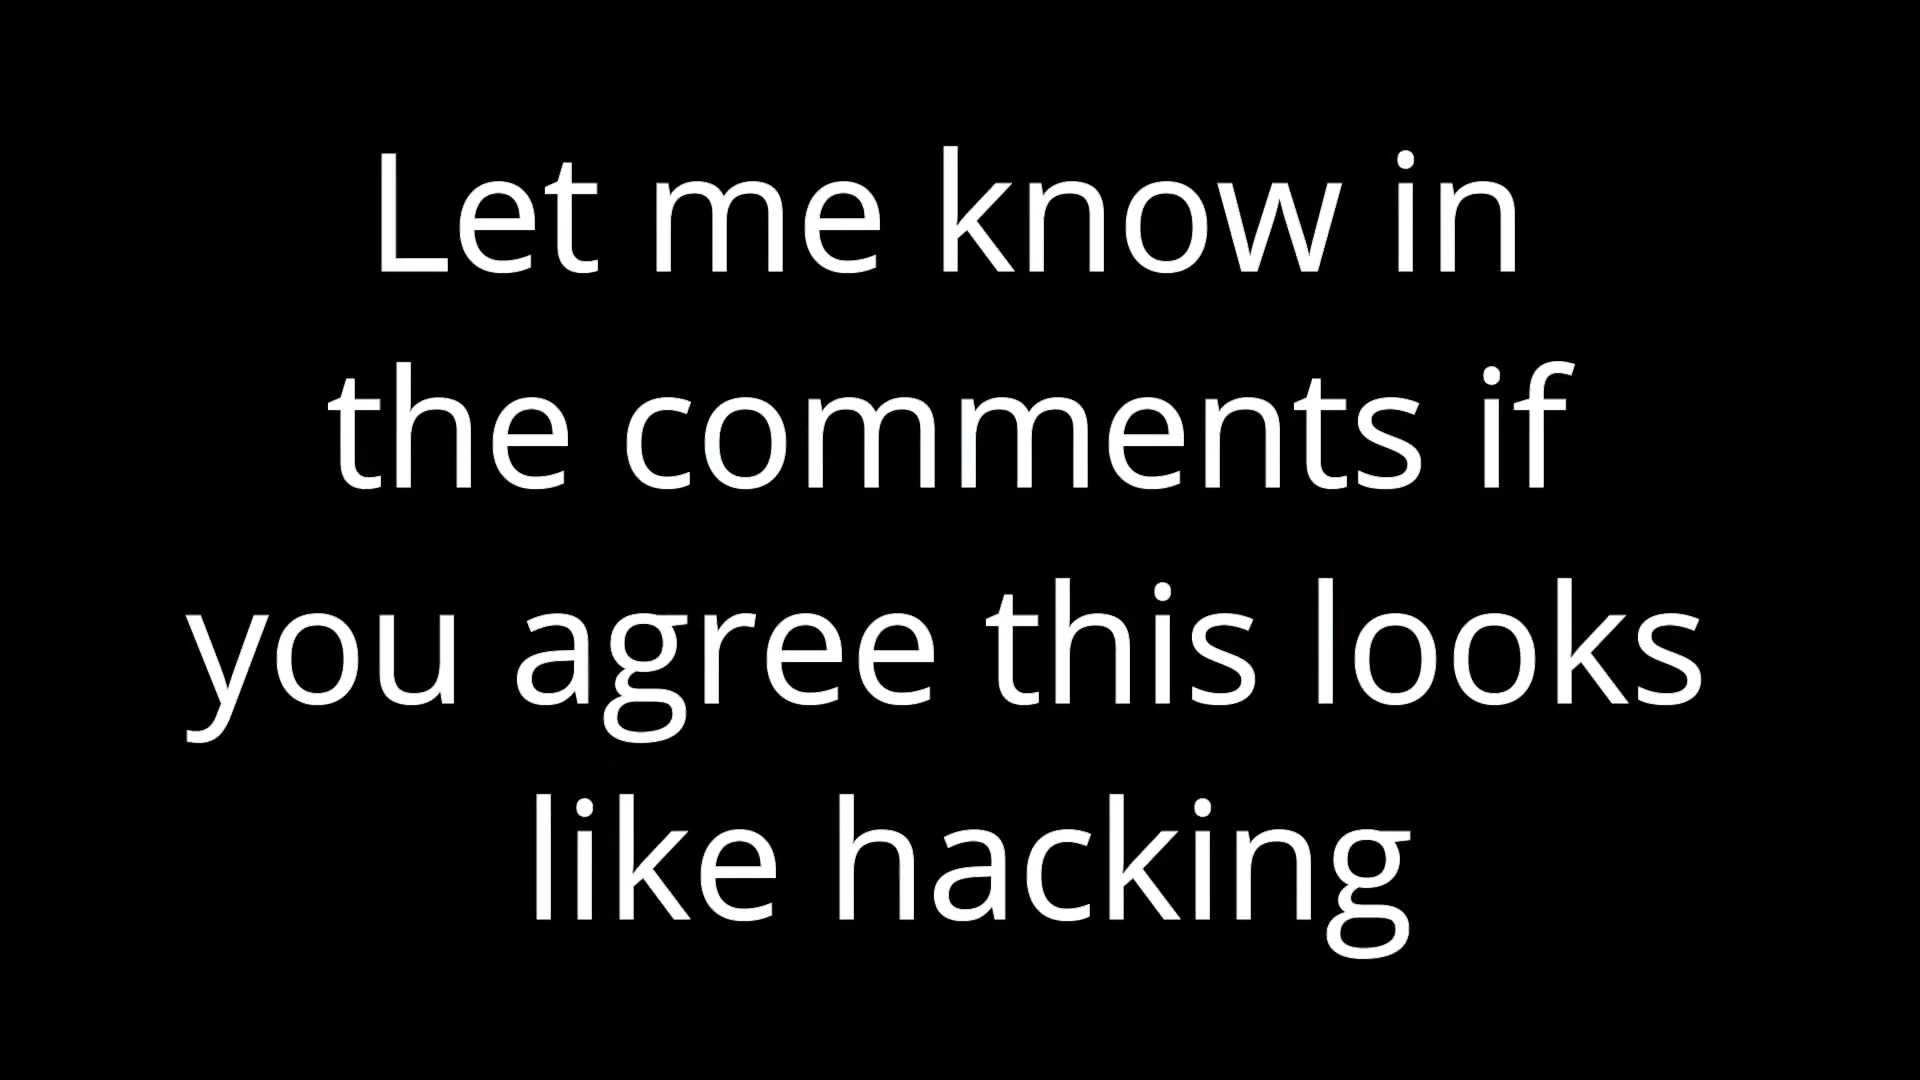 Let me know in
the comments if
you agree this looks
like hacking